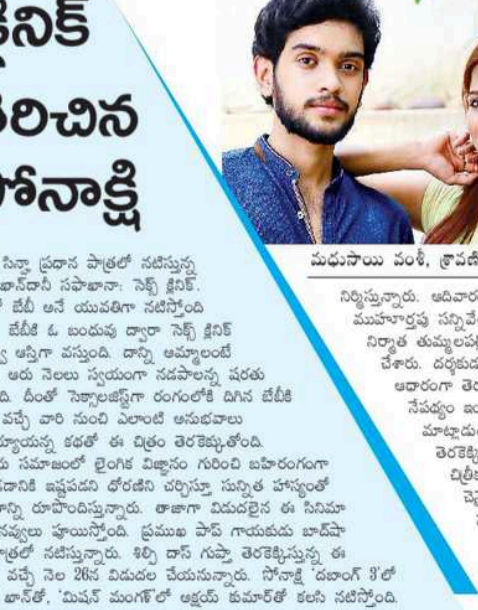 క్లినిక్
తెరిచిన
సోనాక్షి
సిన్హా ప్రధాన పాత్రలో నటిస్తున్న
ఖాన్‌దానీ సఫాఖానా: సెక్స్ క్లినిక్.
బేబీ అనే యువతిగా నటిస్తోంది
బేబీకి ఓ బంధువు ద్వారా సెక్స్ క్లినిక్
ఆస్తిగా వస్తుంది. దాన్ని అమ్మాలంటే
ఆరు నెలలు స్వయంగా నడపాలన్న షరతు
ది. దీంతో సెక్సాలజిస్ట్‌గా రంగంలోకి దిగిన బేబీకి
వచ్చే వారి నుంచి ఎలాంటి అనుభవాలు
య్యాయన్న కథతో ఈ చిత్రం తెరకెక్కుతోంది.
సమాజంలో లైంగిక విజ్ఞానం గురించి బహిరంగంగా
డడానికి ఇష్టపడని ధోరణిని చర్చిస్తూ సున్నిత హాస్యంతో
రూపొందిస్తున్నారు. తాజాగా విడుదలైన ఈ సినిమా
నవ్వులు పూయిస్తోంది. ప్రముఖ పాప్ గాయకుడు బాద్‌షా
పాత్రలో నటిస్తున్నారు. శిల్పి దాస్ గుప్తా తెరకెక్కిస్తున్న ఈ
వచ్చే నెల 26న విడుదల చేయనున్నారు. సోనాక్షి 'దబాంగ్ 3'లో
ఖాన్‌తో, 'మిషన్ మంగళ్'లో అక్షయ్ కుమార్‌తో కలసి నటిస్తోంది.
మధుసాయి వంశీ, శ్రావణి
నిర్మిస్తున్నారు. ఆదివార
ముహూర్తపు సన్నివే
నిర్మాత తుమ్మలపల్
చేశారు. దర్శకుడ
ఆదారంగా తెర
నేపథ్యం ఇం
మాట్లాడు
తెరకెక్కి
చిత్రీక
చెన్